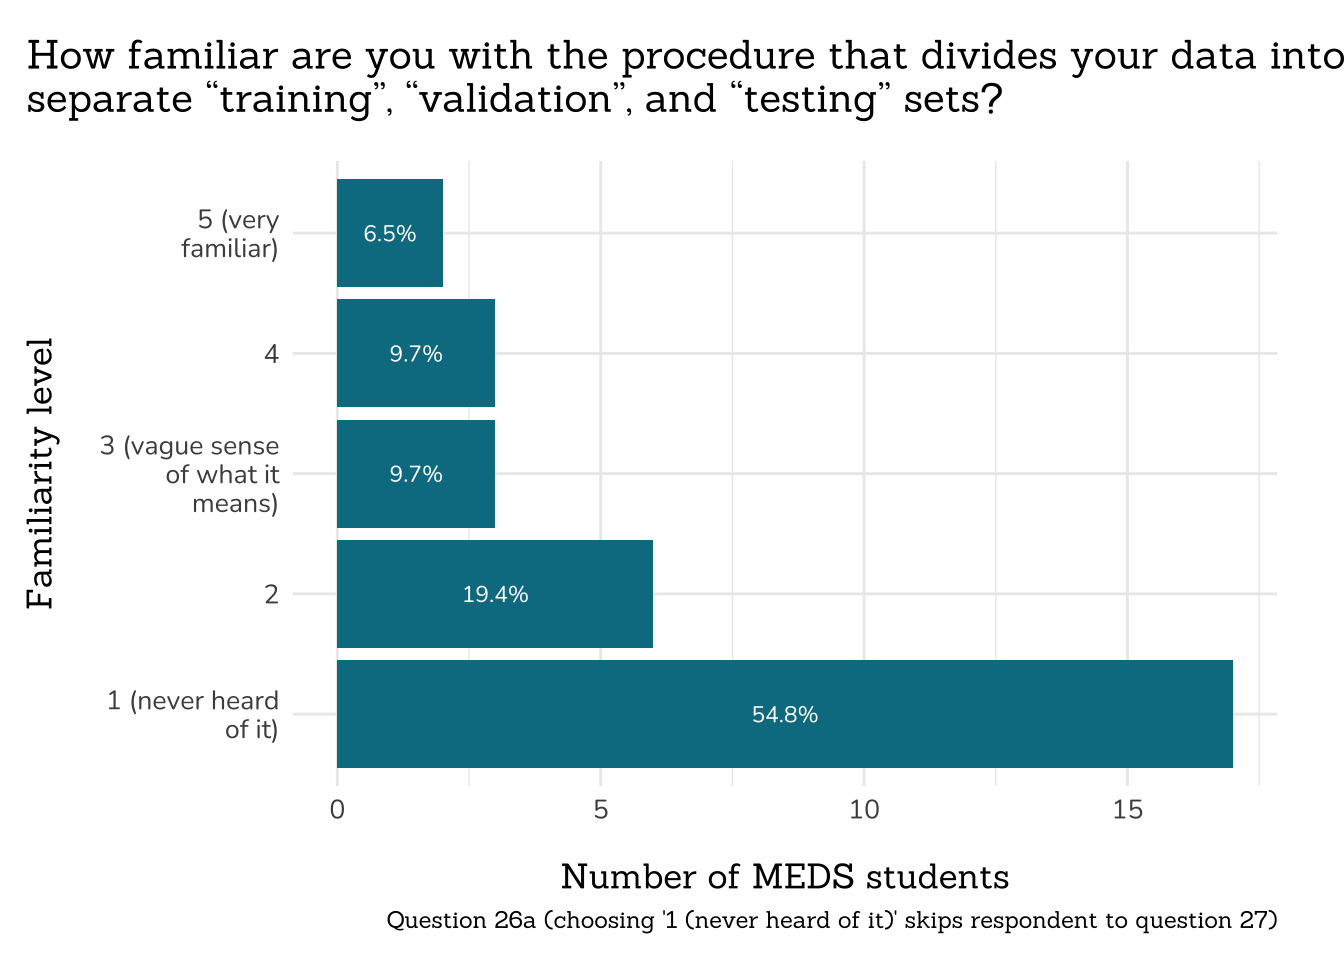 How familiar are you with the procedure that divides your data into
separate “training”, “validation”, and “testing” sets?
Familiarity level
5 (very
familiar)
6.5%
4
9.7%
3 (vague sense
of what it
means)
9.7%
2
19.4%
1 (never heard
of it)
54.8%
0 5 10 15
Number of MEDS students
Question 26a (choosing '1 (never heard of it)' skips respondent to question 27)